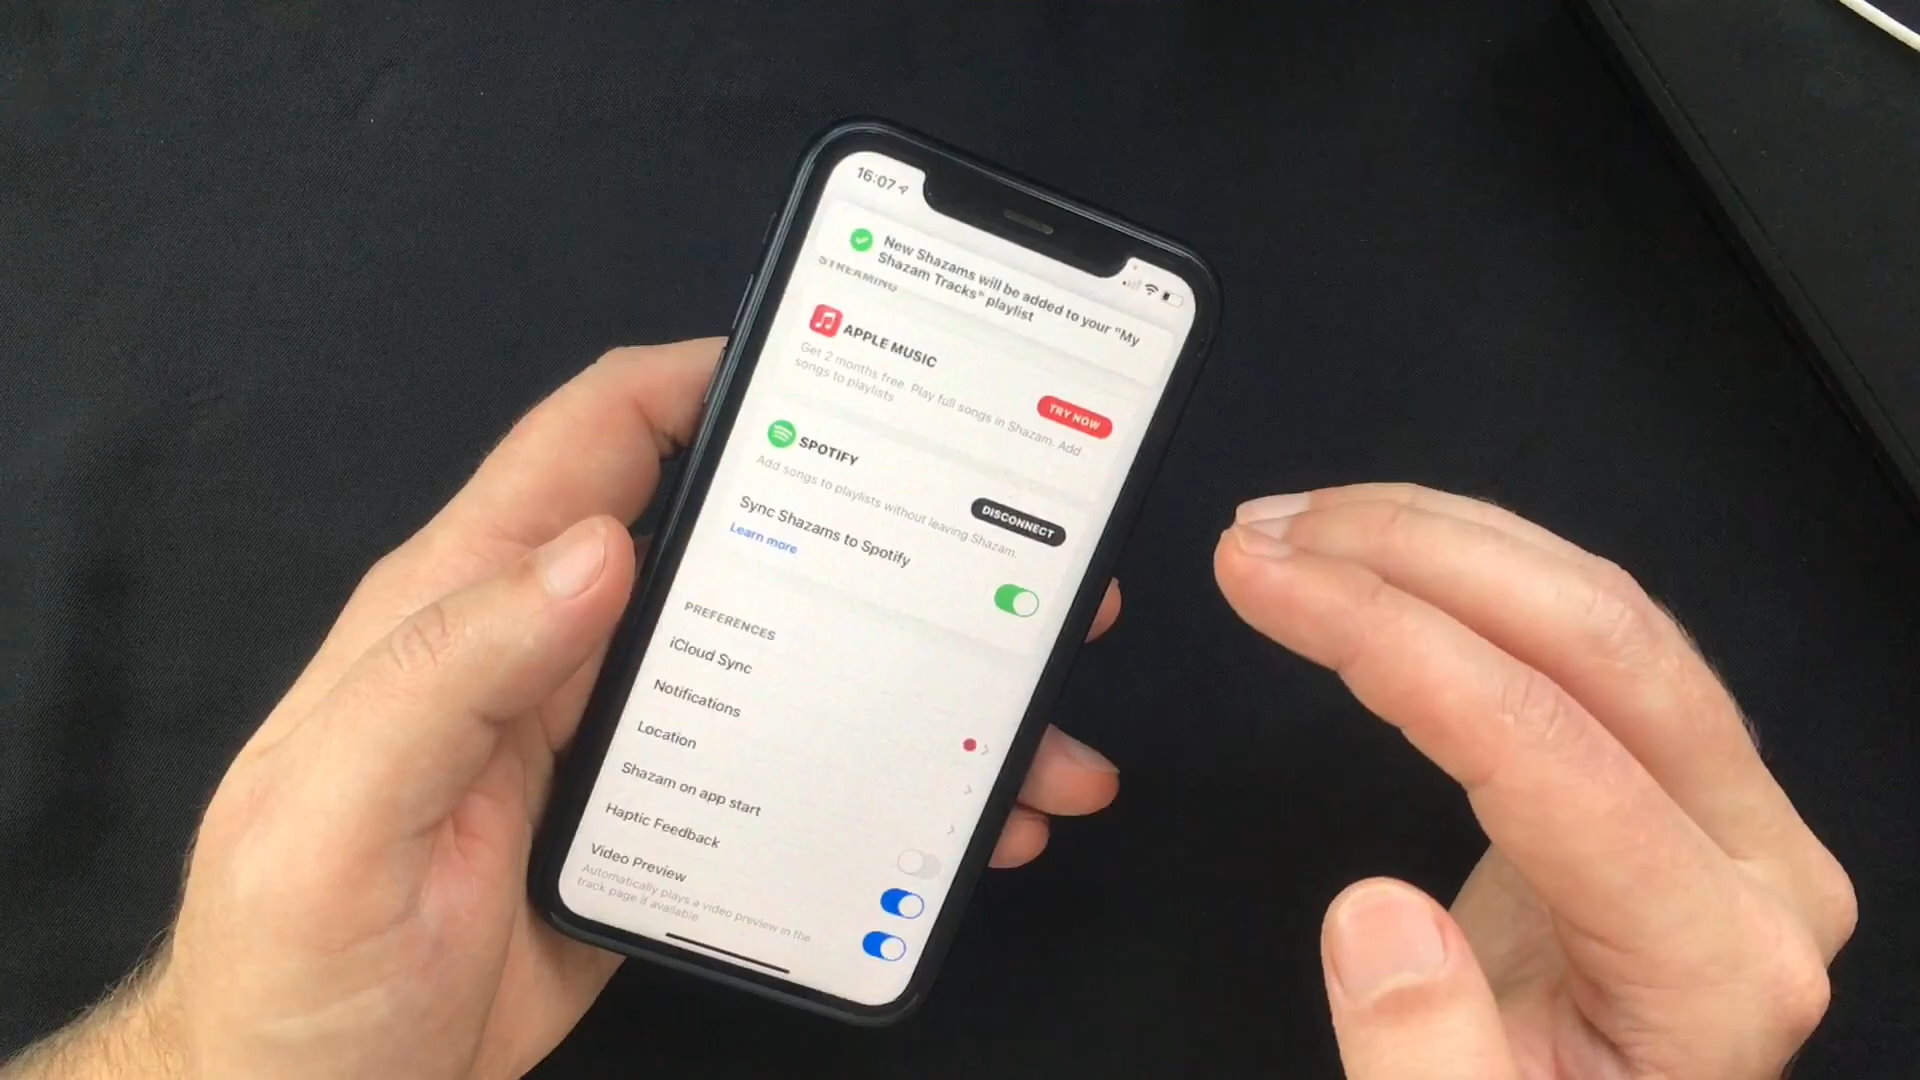 16:07
New Shazams will be added to your "My
Shazam Tracks" playlist
STREAMING
APPLE MUSIC
Get 2 months free. Play full songs in Shazam. Add
songs to playlists
TRY NOW
SPOTIFY
Add songs to playlists without leaving Shazam.
DISCONNECT
Sync Shazams to Spotify
Learn more
PREFERENCES
iCloud Sync
Notifications
Location
Shazam on app start
Haptic Feedback
Video Preview
Automatically plays a video preview in the
track page if available